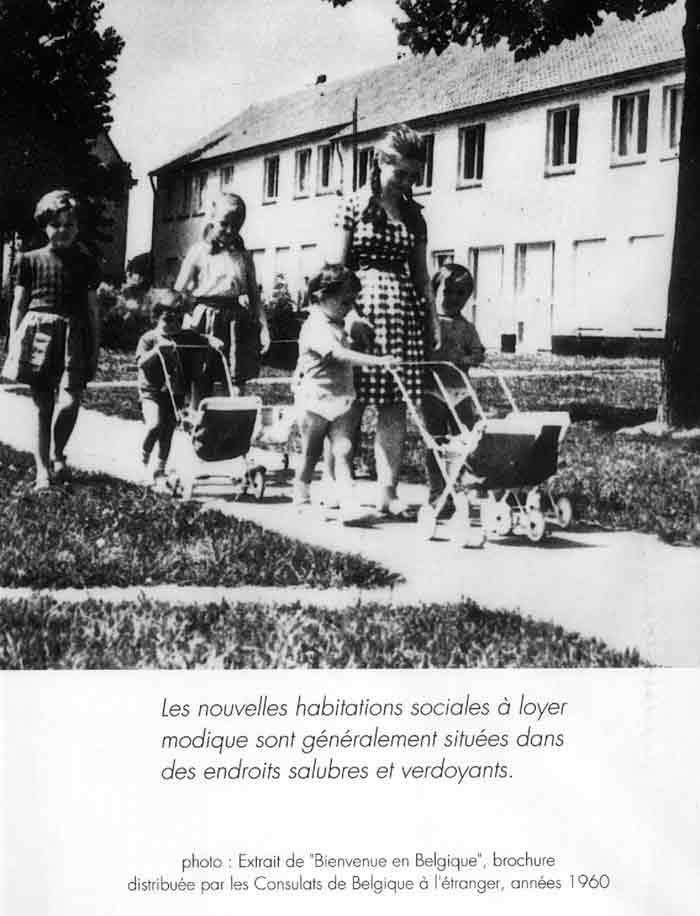 Les nouvelles habitations sociales à loyer
modique sont généralement situées dans
des endroits salubres et verdoyants.
photo : Extrait de "Bienvenue en Belgique", brochure
distribuée par les Consulats de Belgique à l'étranger, années 1960